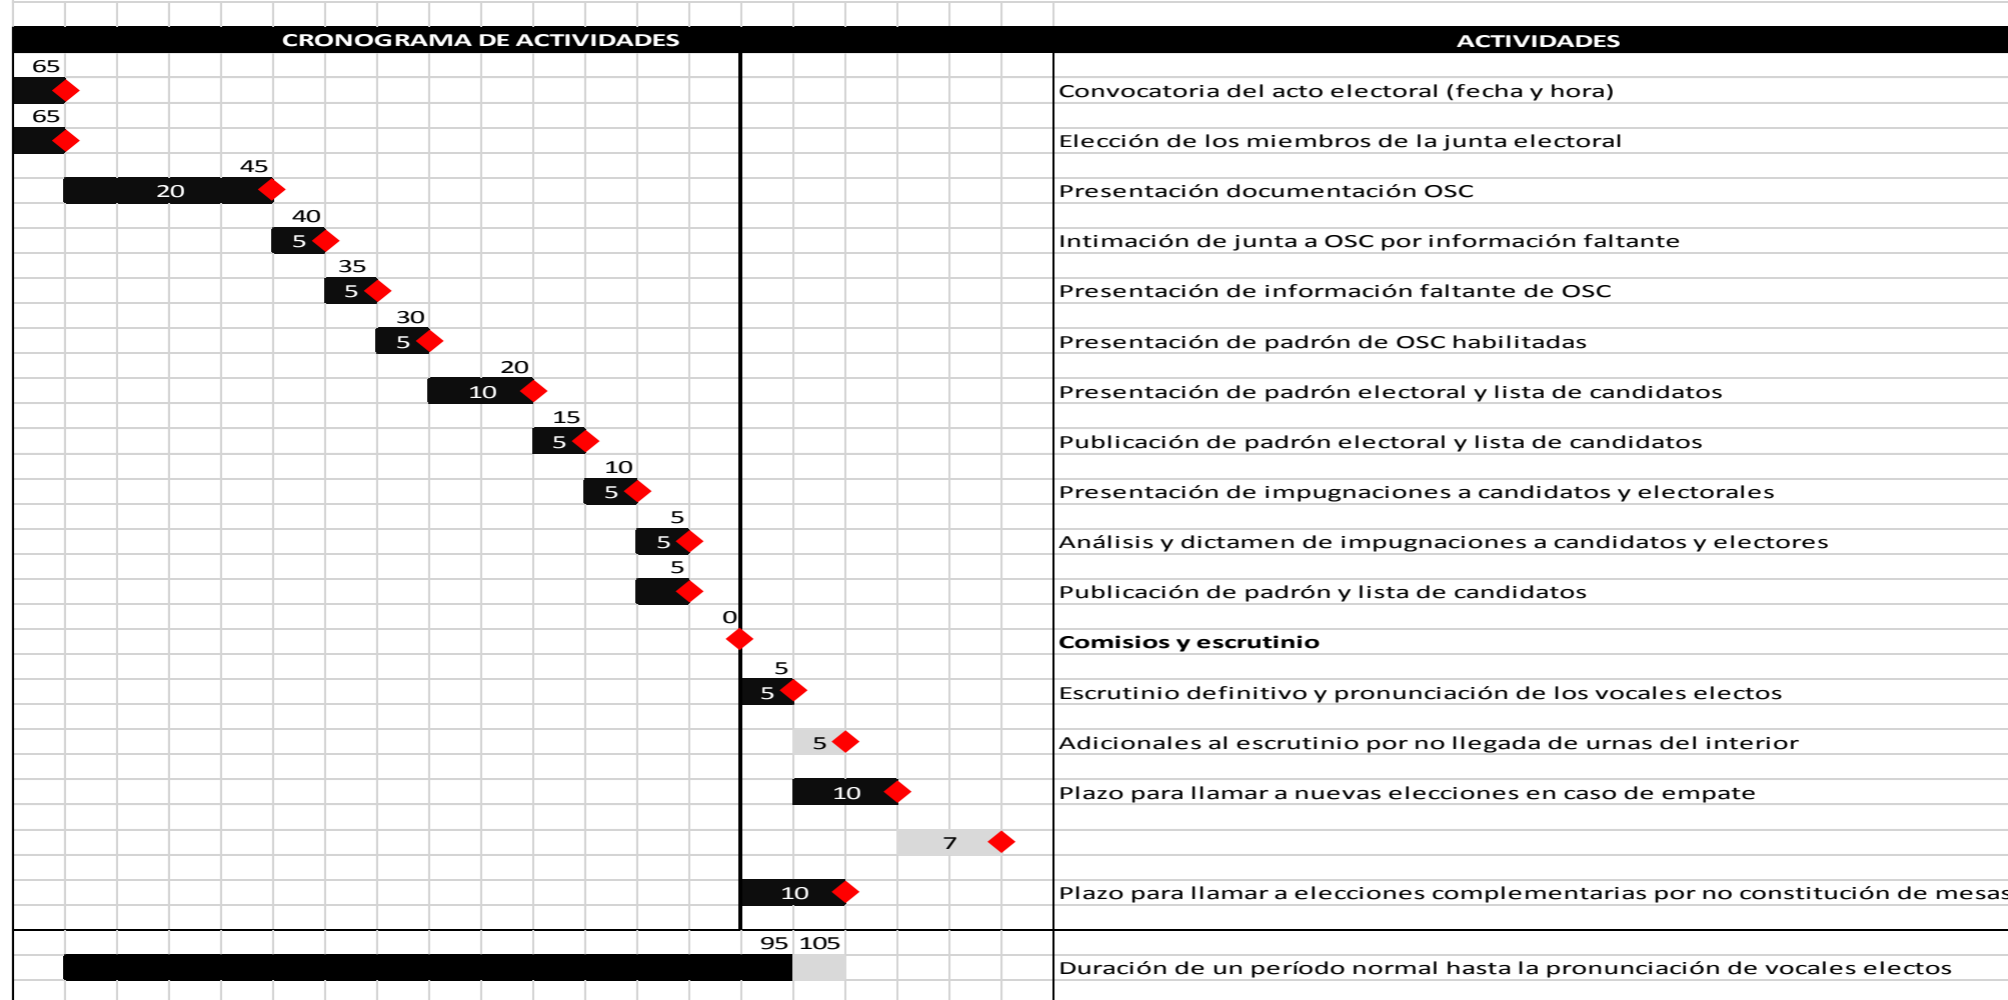 CRONOGRAMA DE ACTIVIDADES ACTIVIDADES
65
Convocatoria del acto electoral (fecha y hora)
65
Elección de los miembros de la junta electoral
45
20 Presentación documentación OSC
40
5 Intimación de junta a OSC por información faltante
35
5 Presentación de información faltante de OSC
30
5 Presentación de padrón de OSC habilitadas
20
10 Presentación de padrón electoral y lista de candidatos
15
5 Publicación de padrón electoral y lista de candidatos
10
5 Presentación de impugnaciones a candidatos y electorales
5
5 Análisis y dictamen de impugnaciones a candidatos y electores
5
Publicación de padrón y lista de candidatos
0
Comisios y escrutinio
5
5 Escrutinio definitivo y pronunciación de los vocales electos
5 Adicionales al escrutinio por no llegada de urnas del interior
10 Plazo para llamar a nuevas elecciones en caso de empate
7
10 Plazo para llamar a elecciones complementarias por no constitución de mesas
95 105
Duración de un período normal hasta la pronunciación de vocales electos